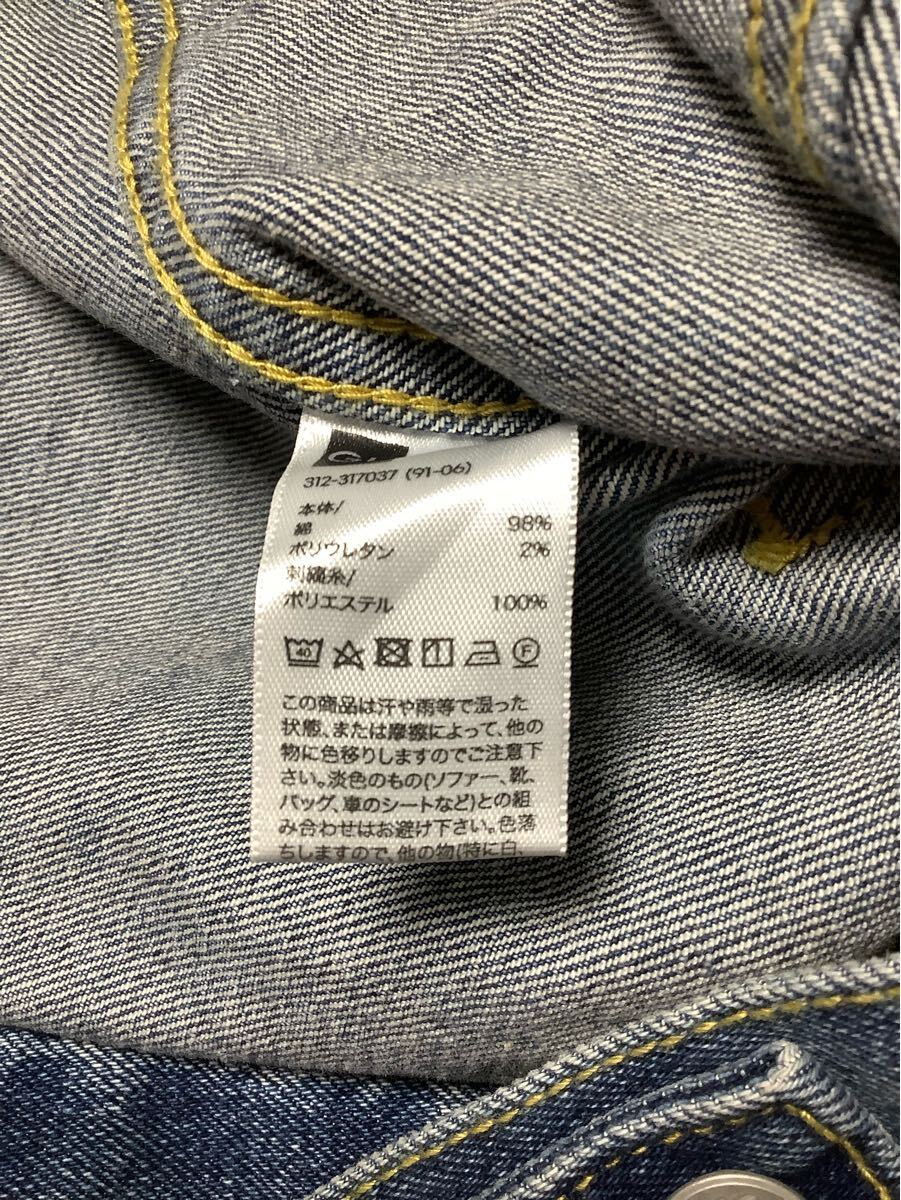 312-317037 (91-06)
本体/
綿 98%
ポリウレタン 2%
刺繍糸/
ポリエステル 100%
40 F
この商品は汗や雨等で湿った
状態、または摩擦によって、他の
物に色移りしますのでご注意下
さい。淡色のもの(ソファー、靴、
バッグ、車のシートなど)との組
み合わせはお避け下さい。色落
ちしますので、他の物(特に白、